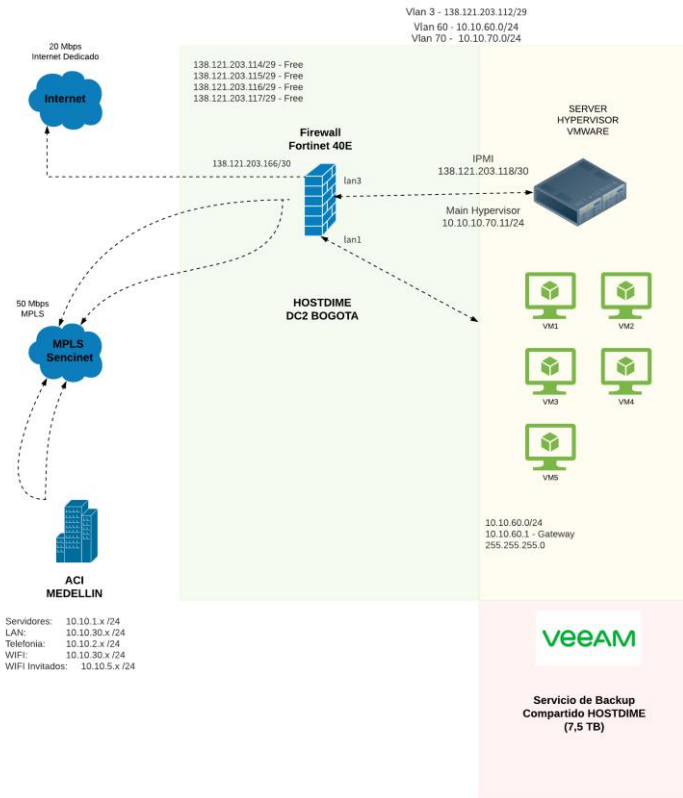 Vlan 3 - 138.121.203.112/29
Vlan 60 - 10.10.60.0/24
Vlan 70 - 10.10.70.0/24
20 Mbps
Internet Dedicado
Internet
138.121.203.114/29 - Free
138.121.203.115/29 - Free
138.121.203.116/29 - Free
138.121.203.117/29 - Free
Firewall
Fortinet 40E
138.121.203.166/30
lan3
lan1
SERVER
HYPERVISOR
VMWARE
IPMI
138.121.203.118/30
Main Hypervisor
10.10.10.70.11/24
HOSTDIME
DC2 BOGOTA
50 Mbps
MPLS
MPLS
Sencinet
VM1
VM2
VM3
VM4
VM5
10.10.60.0/24
10.10.60.1 - Gateway
255.255.255.0
ACI
MEDELLIN
Servidores: 10.10.1.x /24
LAN: 10.10.30.x /24
Telefonia: 10.10.2.x /24
WIFI: 10.10.30.x /24
WIFI Invitados: 10.10.5.x /24
veeAM
Servicio de Backup
Compartido HOSTDIME
(7,5 TB)